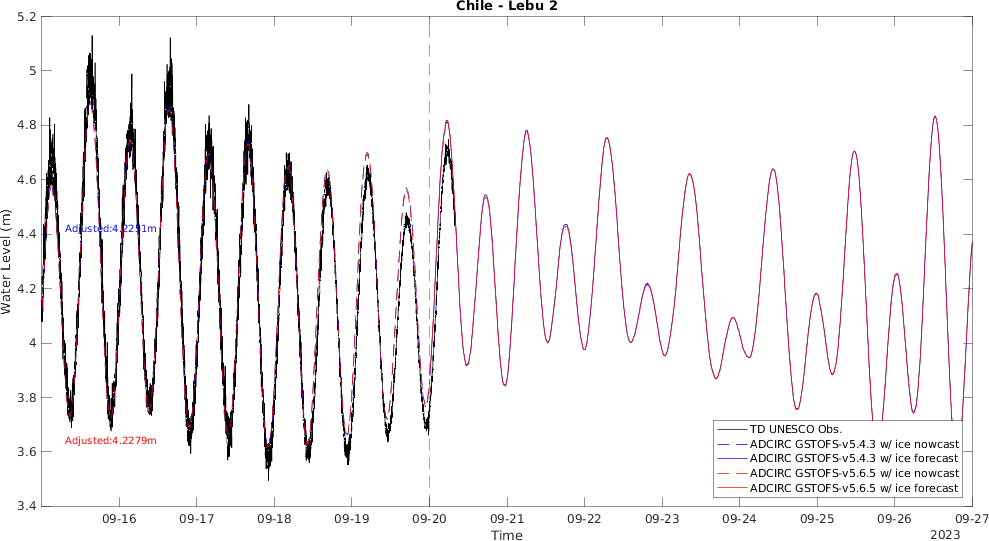 Chile - Lebu 2
5.2
5
4.8
4.6
4.4
4.2
4
3.8
3.6
3.4
Water Level (m)
Adjusted:4.2291m
Adjusted:4.2279m
TD UNESCO Obs.
ADCIRC GSTOFS-v5.4.3 w/ ice nowcast
ADCIRC GSTOFS-v5.4.3 w/ ice forecast
ADCIRC GSTOFS-v5.6.5 w/ ice nowcast
ADCIRC GSTOFS-v5.6.5 w/ ice forecast
09-16 09-17 09-18 09-19 09-20 09-21 09-22 09-23 09-24 09-25 09-26 09-27
Time
2023